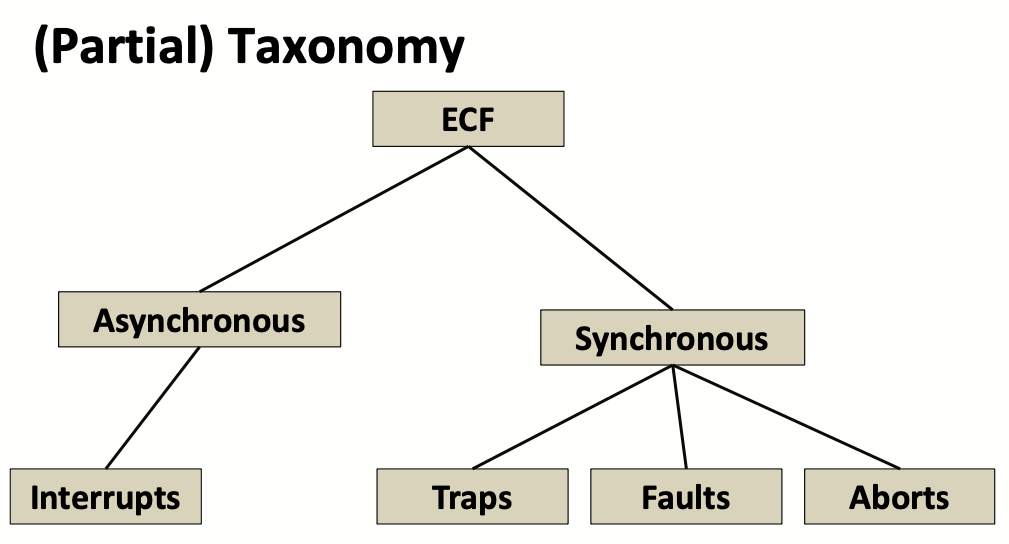 (Partial) Taxonomy
ECF
Asynchronous
Synchronous
Interrupts
Traps
Faults
Aborts